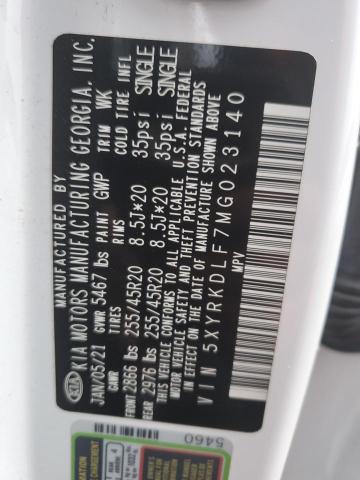 MANUFACTURED BY
KIA KIA MOTORS MANUFACTURING GEORGIA, INC.
JAN/05/21 GVWR 5467 lbs PAINT GWP TRIM WK
GAWR RIMS COLD TIRE INFL
FRONT 2866 lbs 255/45R20 8.5J*20 35psi SINGLE
REAR 2976 lbs 255/45R20 8.5J*20 35psi SINGLE
THIS VEHICLE CONFORMS TO ALL APPLICABLE U.S.A. FEDERAL
MOTOR VEHICLE SAFETY AND THEFT PREVENTION STANDARDS
IN EFFECT ON THE DATE OF MANUFACTURE SHOWN ABOVE
VIN 5XYRKDLF7MG023140
MPV
5460